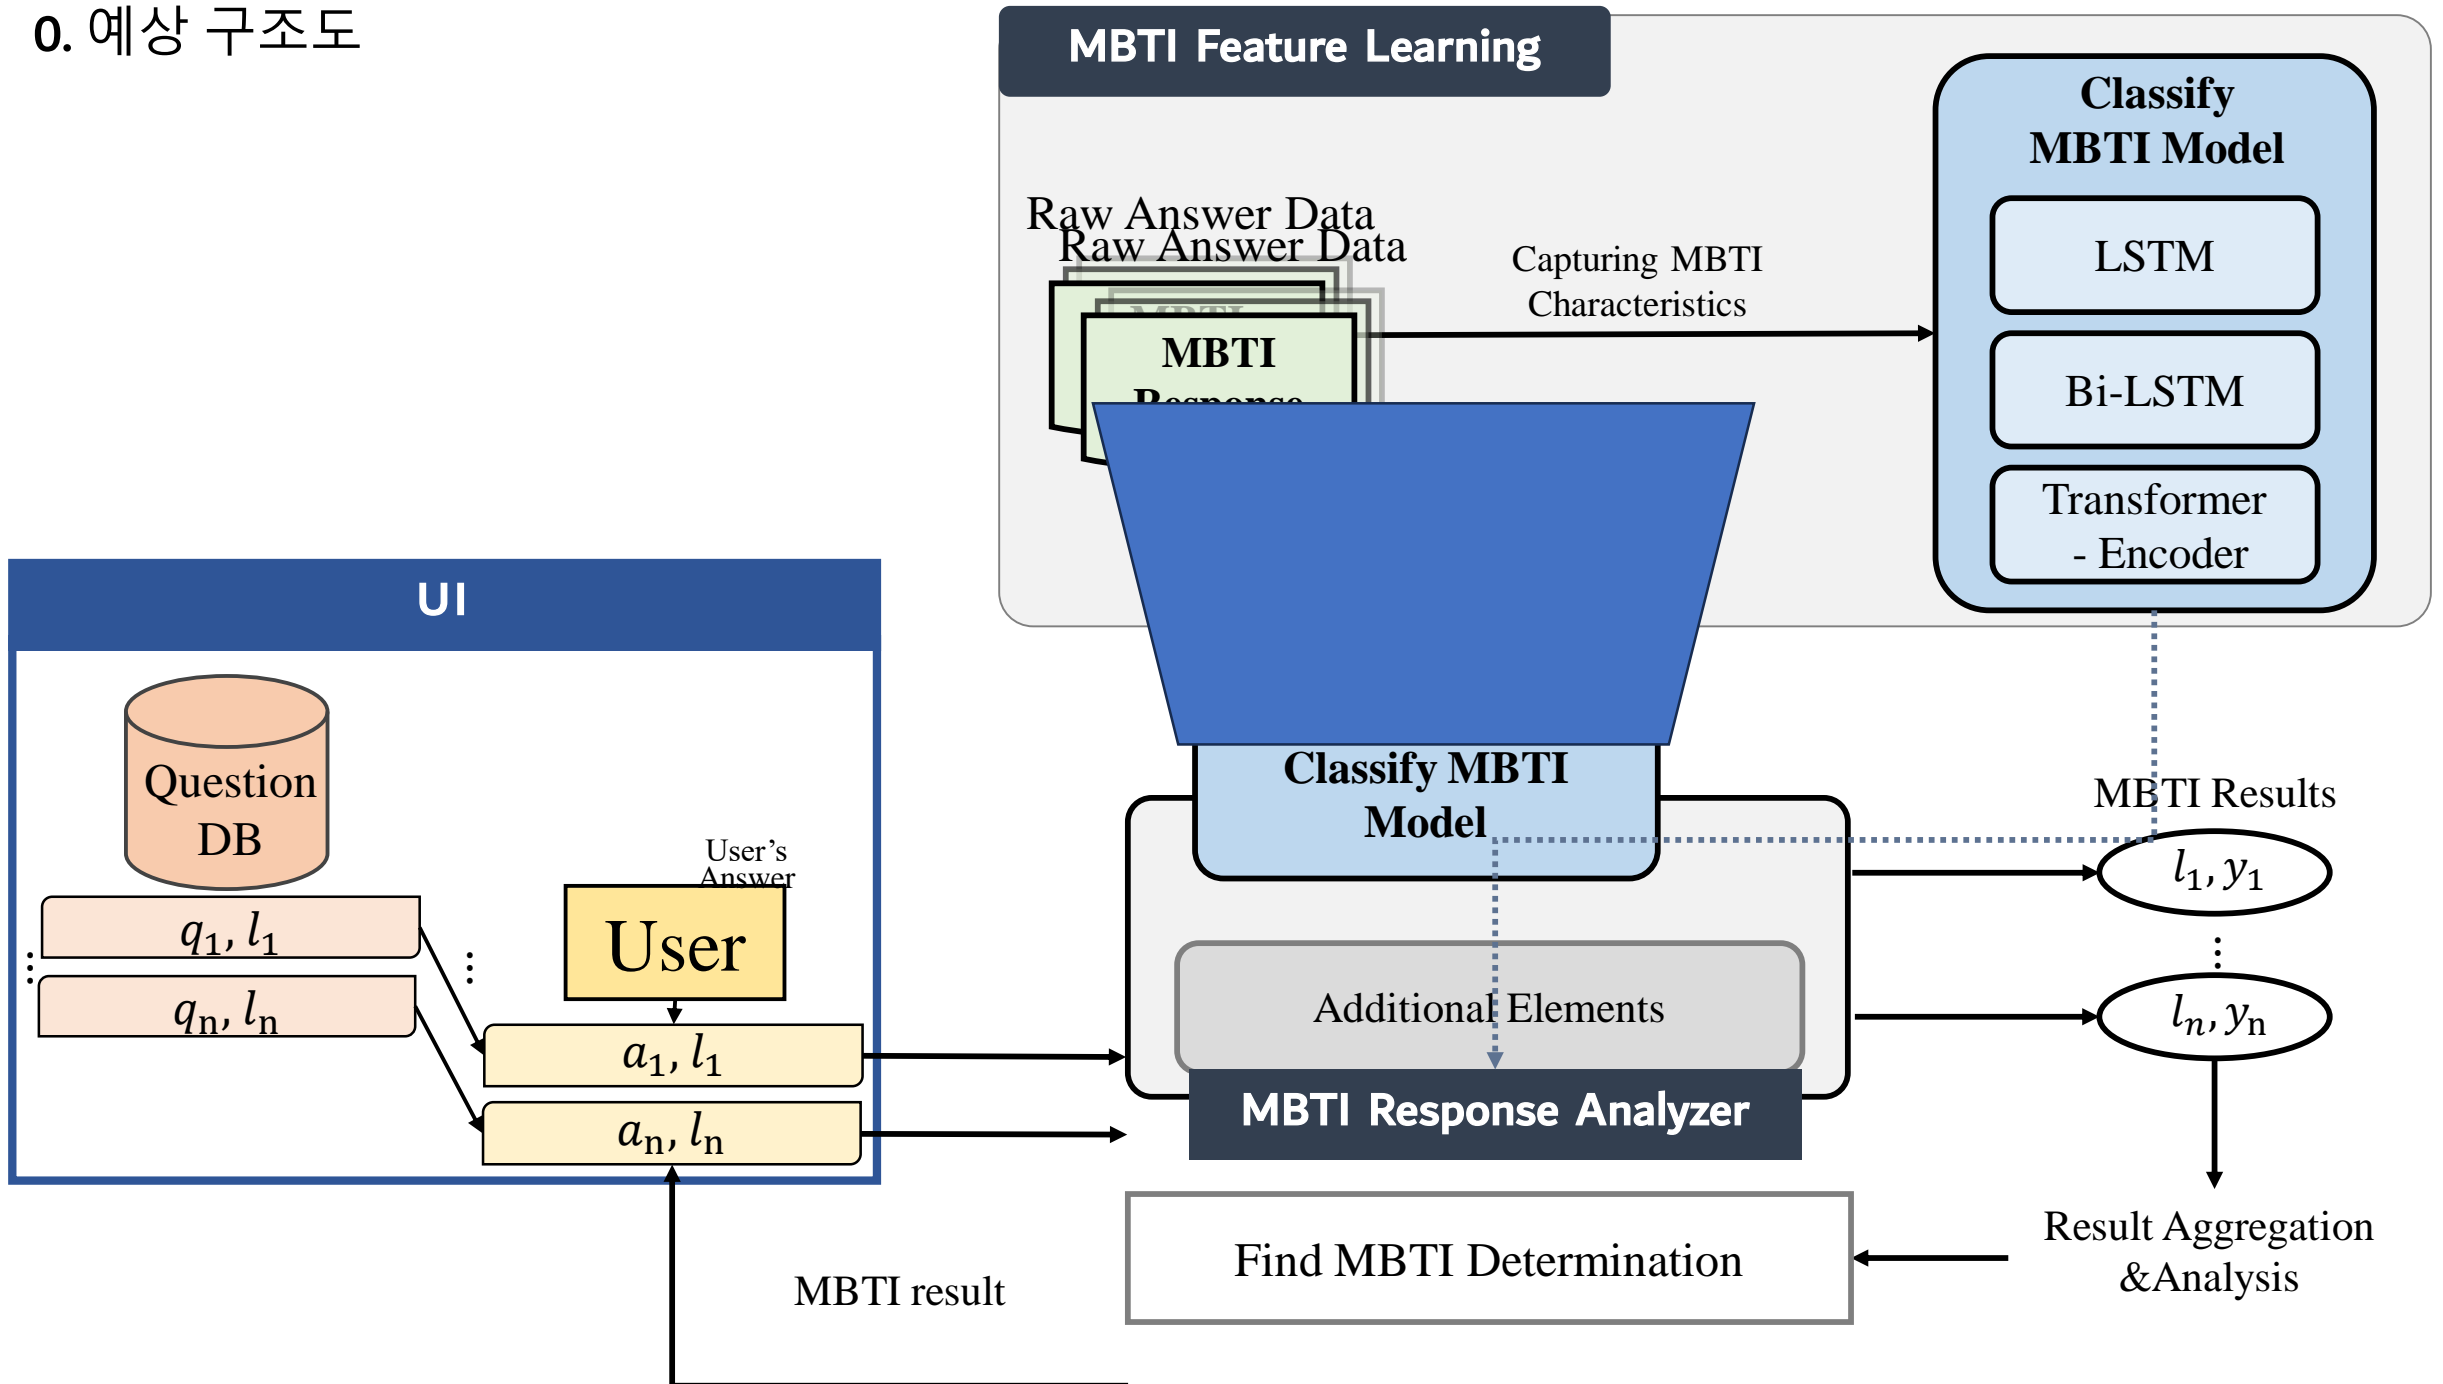 0. 예상 구조도
MBTI Feature Learning
Classify
MBTI Model
LSTM
Bi-LSTM
Transformer
- Encoder
Raw Answer Data
Raw Answer Data
MBTI
MBTI
Response
Capturing MBTI
Characteristics
UI
Question
DB
q₁, l₁
⋮
qₙ, lₙ
⋮
User's
Answer
User
a₁, l₁
aₙ, lₙ
Classify MBTI
Model
Additional Elements
MBTI Response Analyzer
MBTI Results
l₁, y₁
⋮
lₙ, yₙ
Result Aggregation
&Analysis
Find MBTI Determination
MBTI result